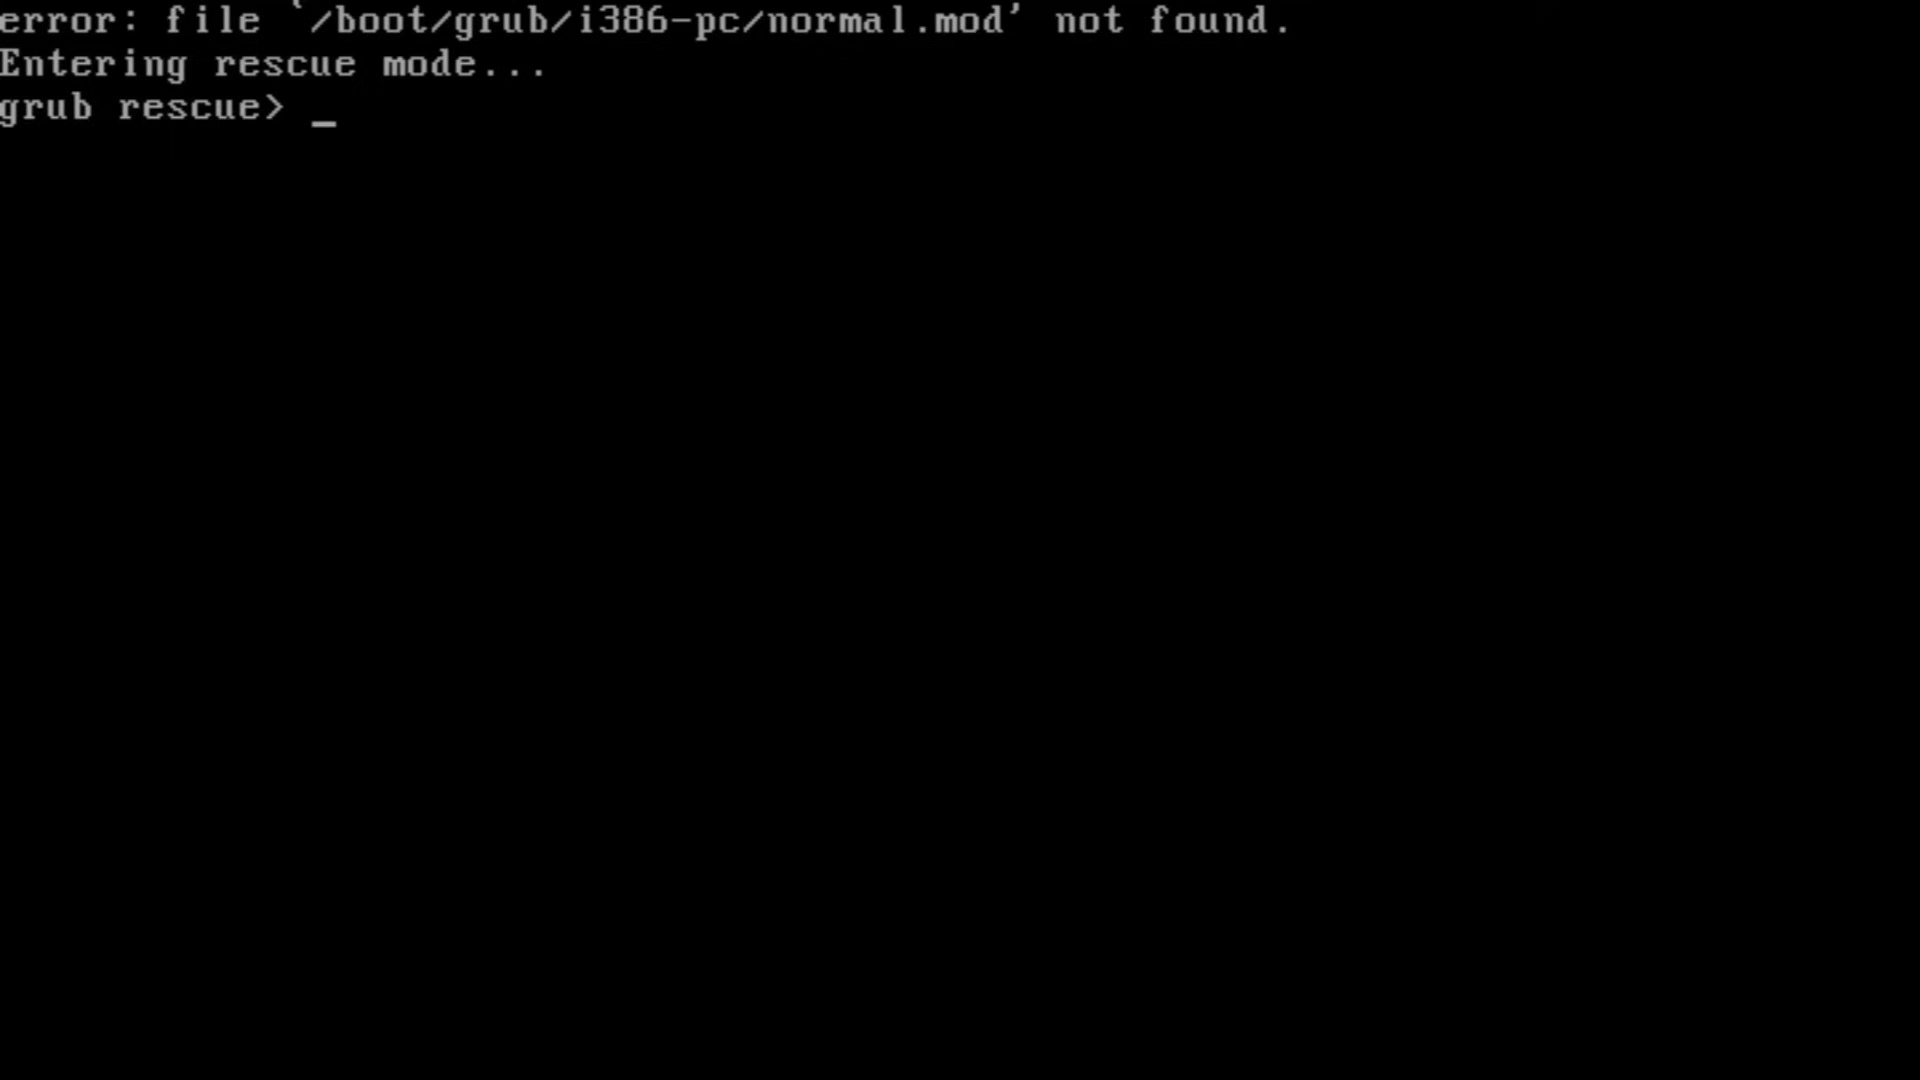 error: file `/boot/grub/i386-pc/normal.mod' not found.
Entering rescue mode...
grub rescue> _